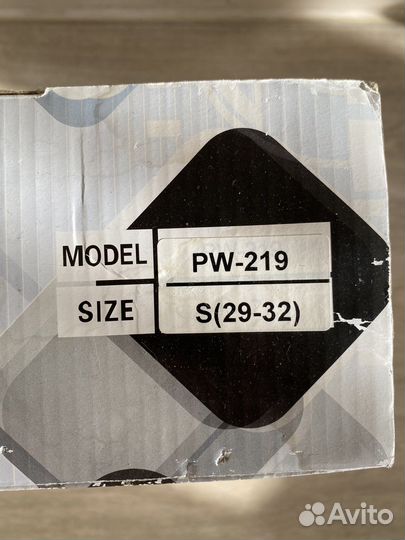 MODEL PW-219
SIZE S(29-32)
Avito